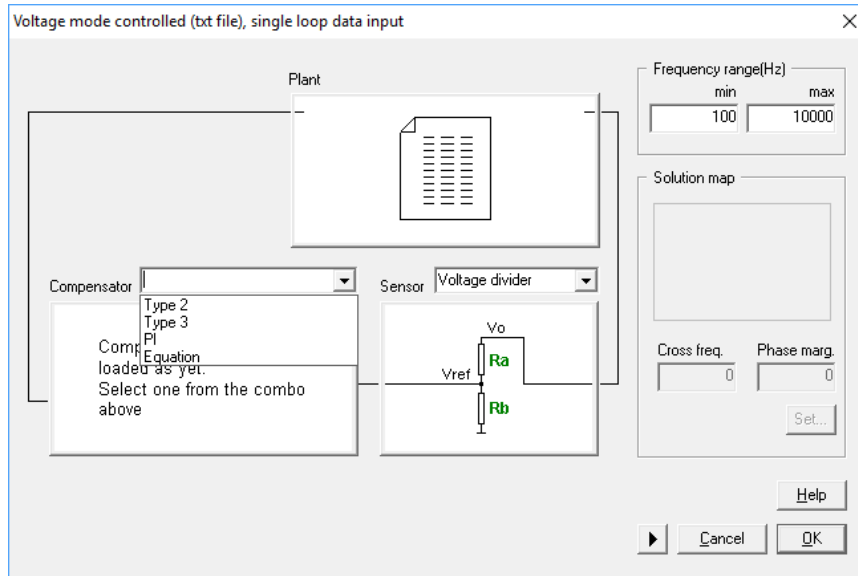 Voltage mode controlled (txt file), single loop data input
Plant
Frequency range(Hz)
min max
100 10000
Solution map
Compensator
Type 2
Type 3
PI
Equation
Sensor Voltage divider
Comp
loaded as yet.
Select one from the combo
above
Vo
Ra
Vref
Rb
Cross freq. Phase marg.
0 0
Set...
Help
Cancel OK